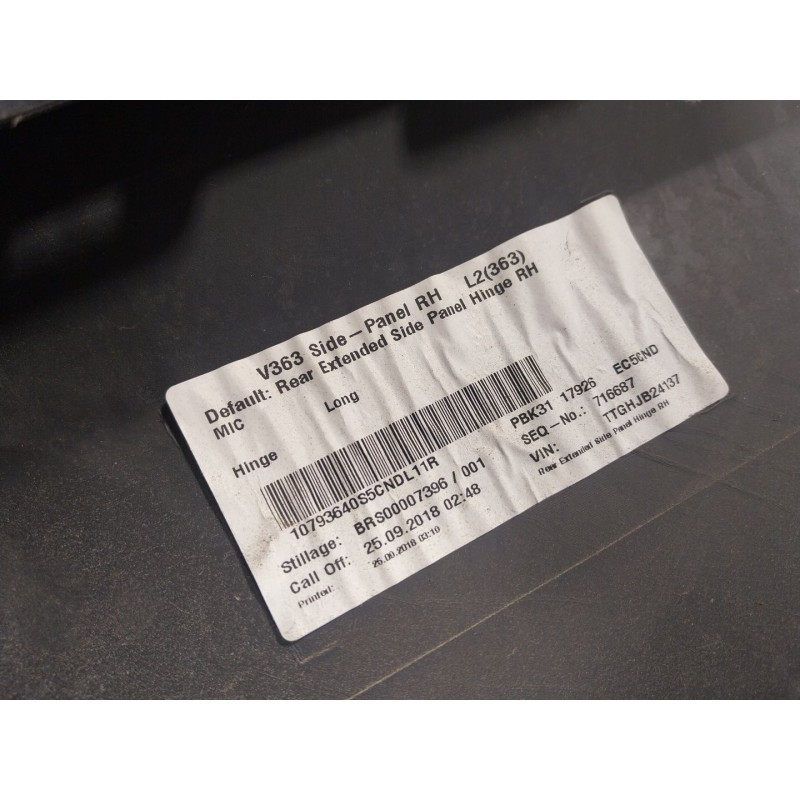 V363 Side-Panel RH L2(363)
Default: Rear Extended Side Panel Hinge RH
MIC Long
Hinge
10793640S5CNDL11R
PBK31 17926 EC5CND
Stillage: BRS00007396 / 001
SEQ-No.: 716687
Call Off: 25.09.2018 02:48
VIN: TTGHJB24137
Printed: 25.09.2018 03:10
Rear Extended Side Panel Hinge RH